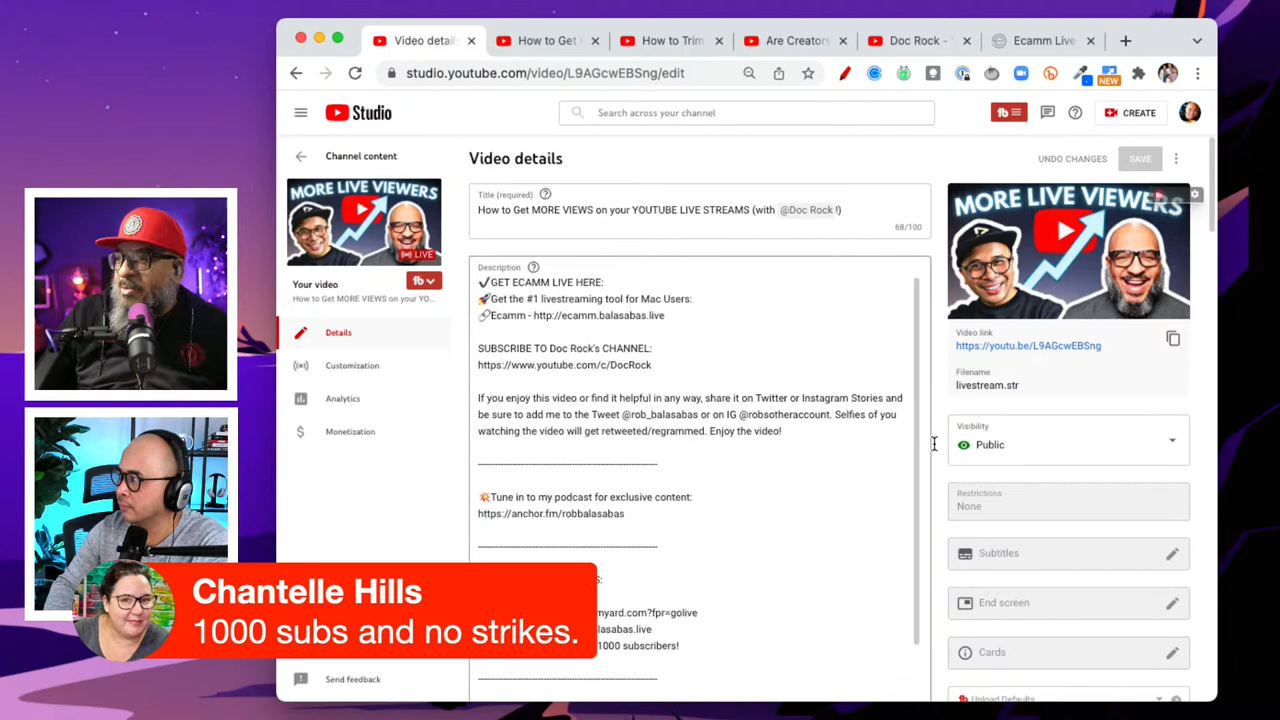 Video detail
How to Get
How to Trim
Are Creators
Doc Rock -
Ecamm Live
studio.youtube.com/video/L9AGcwEBSng/edit
NEW
Studio
Search across your channel
CREATE
Channel content
Video details
UNDO CHANGES
SAVE
MORE LIVE VIEWERS
LIVE
Your video
How to Get MORE VIEWS on your YO...
Details
Customization
Analytics
Monetization
Send feedback
Title (required)
How to Get MORE VIEWS on your YOUTUBE LIVE STREAMS (with @Doc Rock !)
68/100
Description
✔GET ECAMM LIVE HERE:
🚀Get the #1 livestreaming tool for Mac Users:
🔗Ecamm - http://ecamm.balasabas.live
SUBSCRIBE TO Doc Rock's CHANNEL:
https://www.youtube.com/c/DocRock
If you enjoy this video or find it helpful in any way, share it on Twitter or Instagram Stories and
be sure to add me to the Tweet @rob_balasabas or on IG @robsotheraccount. Selfies of you
watching the video will get retweeted/regrammed. Enjoy the video!
----------------------------------------------------
💥Tune in to my podcast for exclusive content:
https://anchor.fm/robbalasabas
----------------------------------------------------
S:
myard.com?fpr=golive
alasabas.live
1000 subscribers!
----------------------------------------------------
MORE LIVE VIEWERS
Video link
https://youtu.be/L9AGcwEBSng
Filename
livestream.str
Visibility
Public
Restrictions
None
Subtitles
End screen
Cards
Upload Defaults
Chantelle Hills
1000 subs and no strikes.